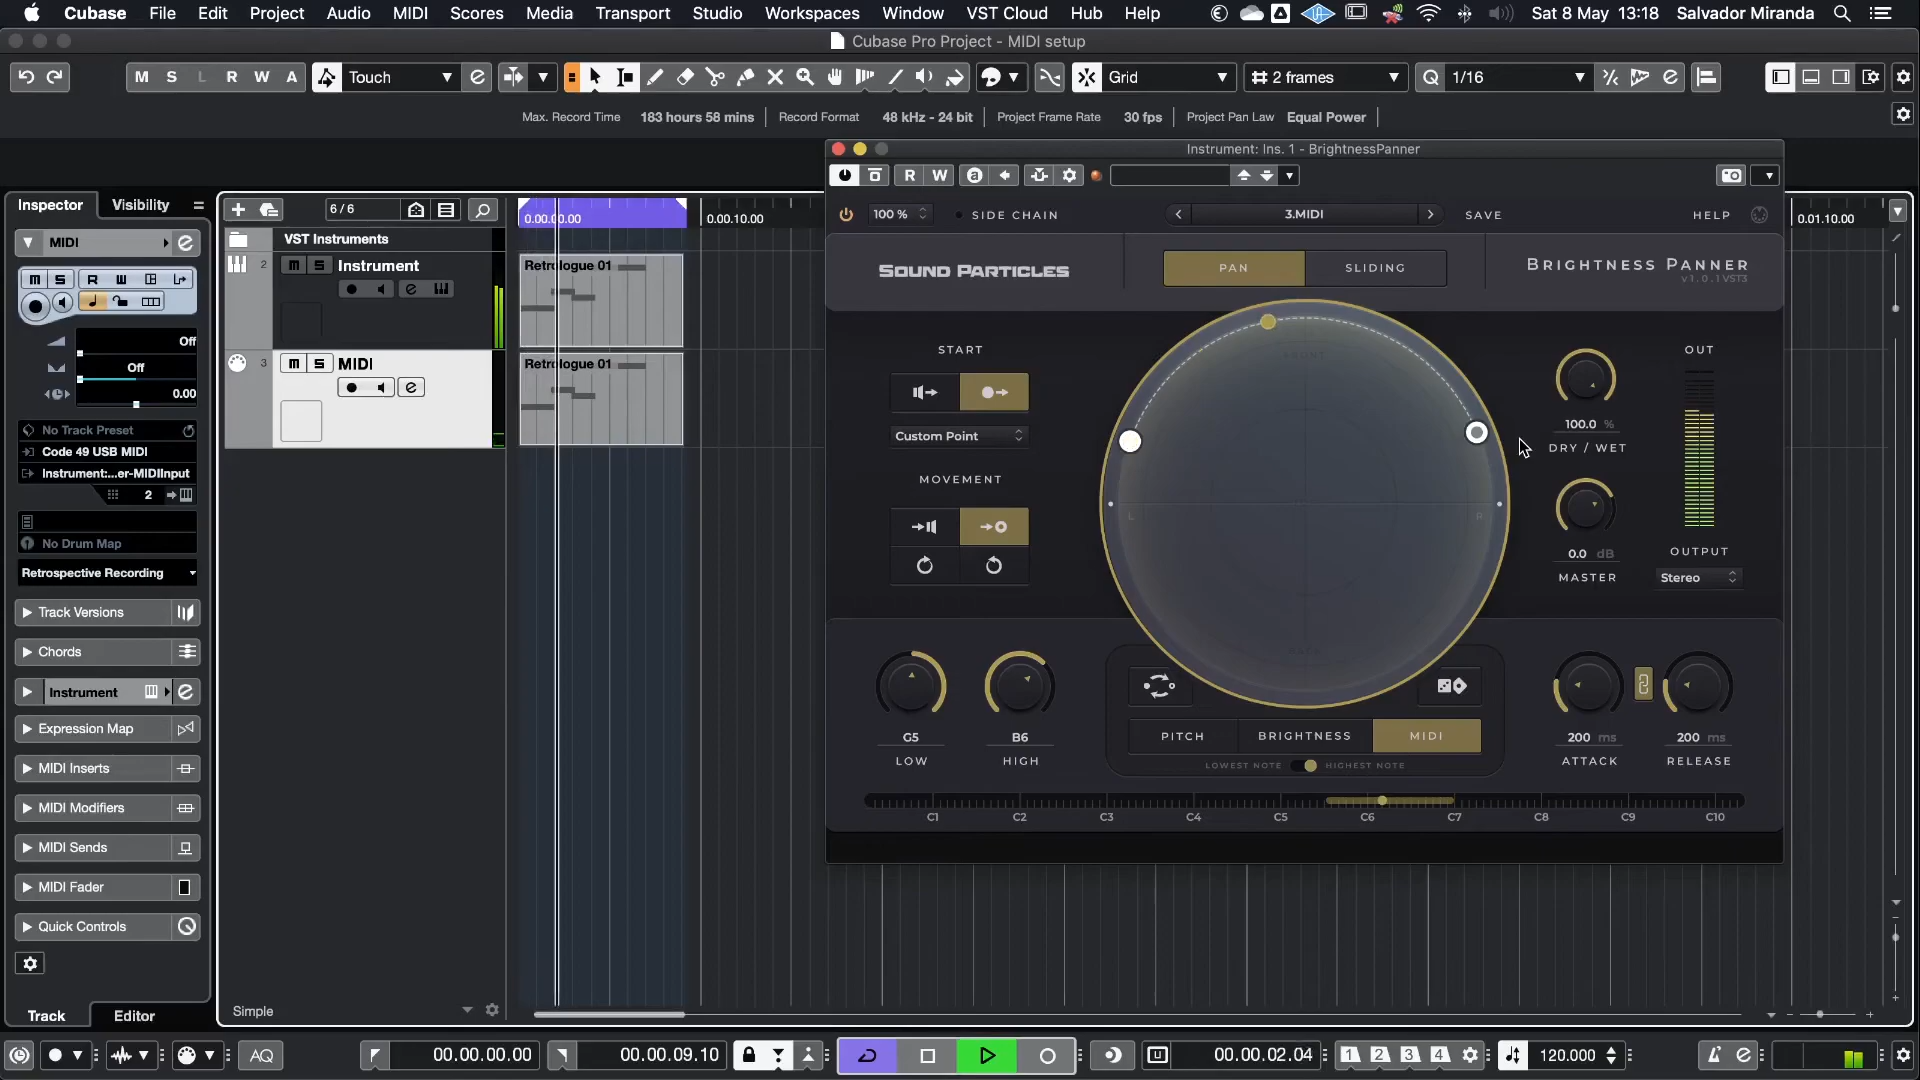 Cubase File Edit Project Audio MIDI Scores Media Transport Studio Workspaces Window VST Cloud Hub Help Sat 8 May 13:18 Salvador Miranda
Cubase Pro Project - MIDI setup
M S L R W A Touch Grid 2 frames Q 1/16
Max. Record Time 183 hours 58 mins Record Format 48 kHz - 24 bit Project Frame Rate 30 fps Project Pan Law Equal Power
Instrument: Ins. 1 - BrightnessPanner
R W a
Inspector Visibility
6 / 6
0.00.00.00 0.00.10.00 0.01.10.00
100 % SIDE CHAIN 3.MIDI SAVE HELP
MIDI
VST Instruments
2 M S Instrument Retrologue 01
SOUND PARTICLES PAN SLIDING BRIGHTNESS PANNER
v1.0.1 VST3
M S R W
Off
Off
0.00
3 M S MIDI Retrologue 01
START
FRONT
OUT
Custom Point
100.0 %
DRY / WET
No Track Preset
Code 49 USB MIDI
Instrument:...er-MIDIInput
2
MOVEMENT
L R
0.0 dB
MASTER
OUTPUT
Stereo
No Drum Map
Retrospective Recording
Track Versions
Chords
Instrument
Expression Map
MIDI Inserts
MIDI Modifiers
MIDI Sends
MIDI Fader
Quick Controls
BACK
G5 B6
LOW HIGH
PITCH BRIGHTNESS MIDI
LOWEST NOTE HIGHEST NOTE
200 ms 200 ms
ATTACK RELEASE
C1 C2 C3 C4 C5 C6 C7 C8 C9 C10
Track Editor
Simple
AQ 00.00.00.00 00.00.09.10 00.00.02.04 1 2 3 4 120.000